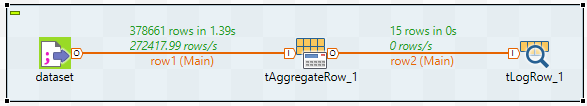 378661 rows in 1.39s
272417.99 rows/s
row1 (Main)
15 rows in 0s
0 rows/s
row2 (Main)
O
I
O
I
dataset
tAggregateRow_1
tLogRow_1